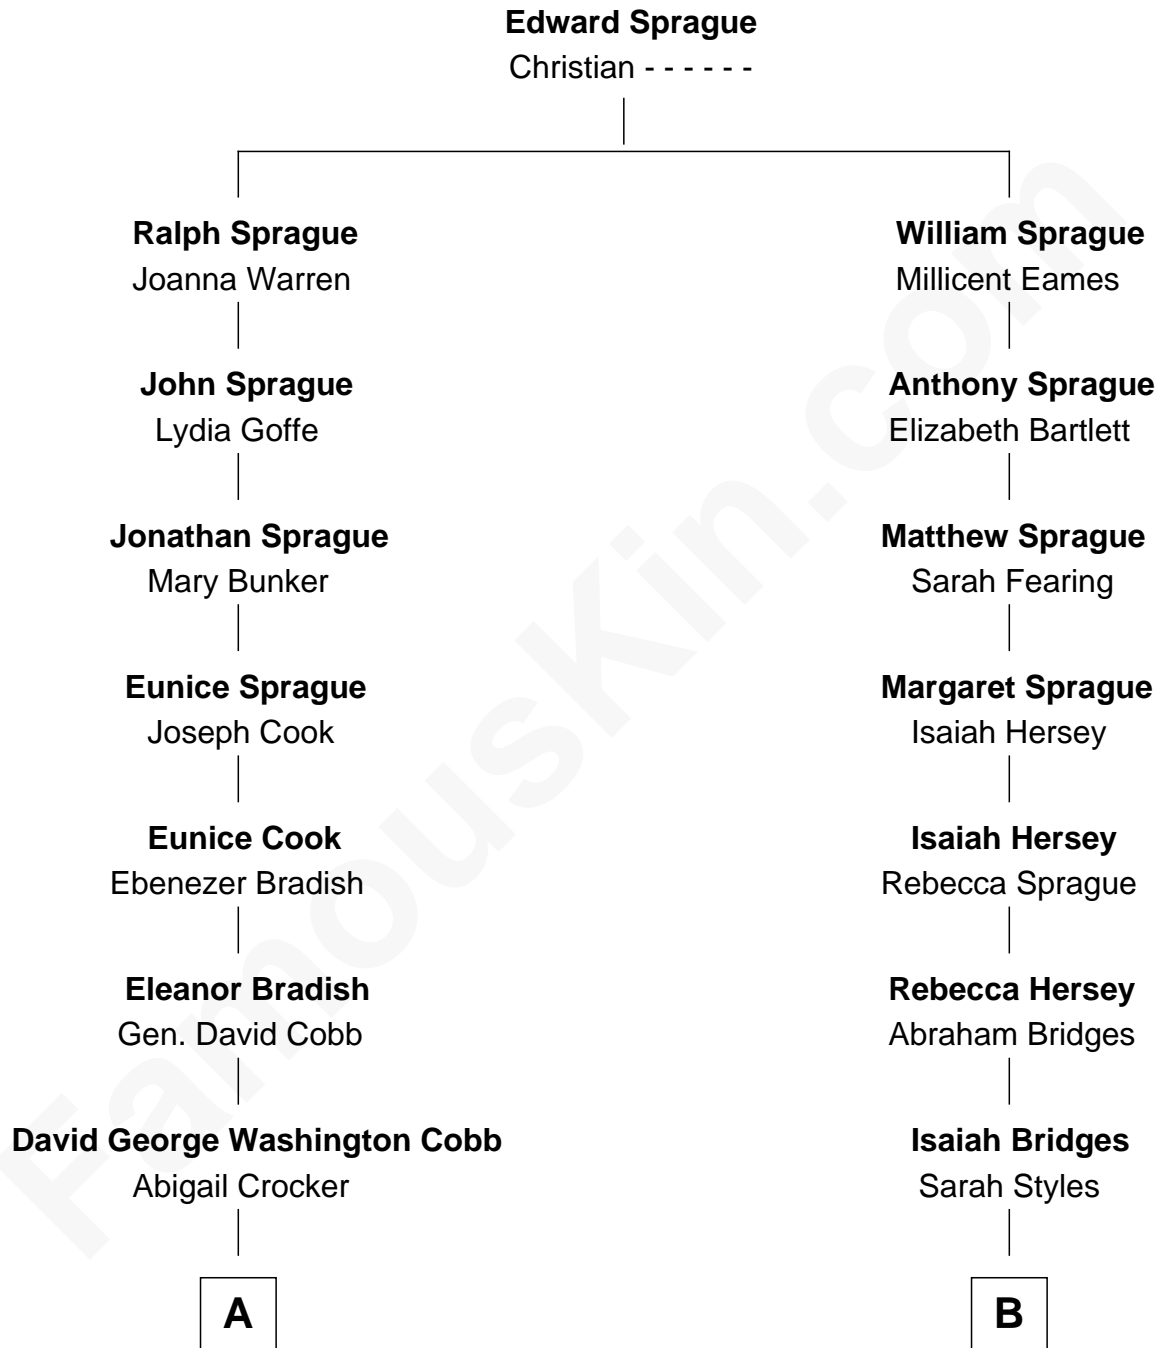 Edward Sprague
Christian - - - - - -
Ralph Sprague
Joanna Warren
William Sprague
Millicent Eames
John Sprague
Lydia Goffe
Anthony Sprague
Elizabeth Bartlett
Jonathan Sprague
Mary Bunker
Matthew Sprague
Sarah Fearing
Eunice Sprague
Joseph Cook
Margaret Sprague
Isaiah Hersey
Eunice Cook
Ebenezer Bradish
Isaiah Hersey
Rebecca Sprague
Eleanor Bradish
Gen. David Cobb
Rebecca Hersey
Abraham Bridges
David George Washington Cobb
Abigail Crocker
Isaiah Bridges
Sarah Styles
A
B
FamousKin.com